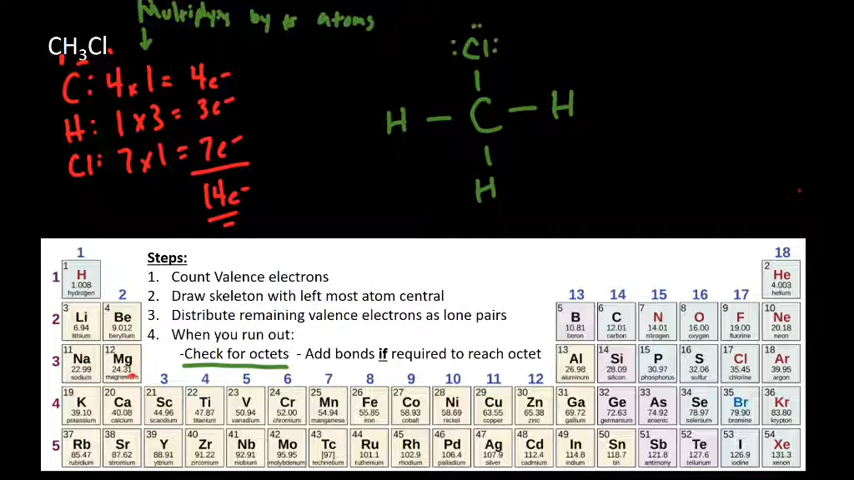 Multiply by # atoms
CH3Cl
C: 4 x 1 = 4e-
H: 1 x 3 = 3e-
Cl: 7 x 1 = 7e-
14e-
:Cl:
H - C - H
H
Steps:
1. Count Valence electrons
2. Draw skeleton with left most atom central
3. Distribute remaining valence electrons as lone pairs
4. When you run out:
-Check for octets - Add bonds if required to reach octet
1 18
2 13 14 15 16 17
3 4 5 6 7 8 9 10 11 12
1 1 H 1.008 hydrogen 2 He 4.003 helium
2 3 Li 6.94 lithium 4 Be 9.012 beryllium 5 B 10.81 boron 6 C 12.01 carbon 7 N 14.01 nitrogen 8 O 16.00 oxygen 9 F 19.00 fluorine 10 Ne 20.18 neon
3 11 Na 22.99 sodium 12 Mg 24.31 magnesium 13 Al 26.98 aluminum 14 Si 28.09 silicon 15 P 30.97 phosphorus 16 S 32.06 sulfur 17 Cl 35.45 chlorine 18 Ar 39.95 argon
4 19 K 39.10 potassium 20 Ca 40.08 calcium 21 Sc 44.96 scandium 22 Ti 47.87 titanium 23 V 50.94 vanadium 24 Cr 52.00 chromium 25 Mn 54.94 manganese 26 Fe 55.85 iron 27 Co 58.93 cobalt 28 Ni 58.69 nickel 29 Cu 63.55 copper 30 Zn 65.38 zinc 31 Ga 69.72 gallium 32 Ge 72.63 germanium 33 As 74.92 arsenic 34 Se 78.97 selenium 35 Br 79.90 bromine 36 Kr 83.80 krypton
5 37 Rb 85.47 rubidium 38 Sr 87.62 strontium 39 Y 88.91 yttrium 40 Zr 91.22 zirconium 41 Nb 92.91 niobium 42 Mo 95.95 molybdenum 43 Tc [97] technetium 44 Ru 101.1 ruthenium 45 Rh 102.9 rhodium 46 Pd 106.4 palladium 47 Ag 107.9 silver 48 Cd 112.4 cadmium 49 In 114.8 indium 50 Sn 118.7 tin 51 Sb 121.8 antimony 52 Te 127.6 tellurium 53 I 126.9 iodine 54 Xe 131.3 xenon